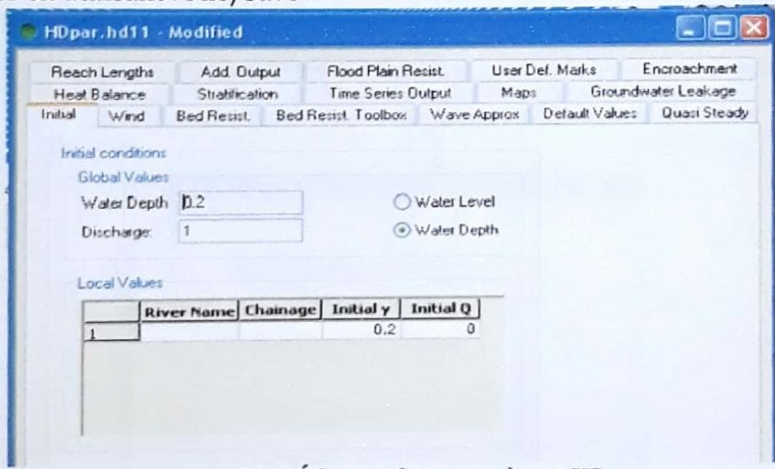 HDpar.hd11 - Modified
Reach Lengths Add. Output Flood Plain Resist. User Def. Marks Encroachment
Heat Balance Stratification Time Series Output Maps Groundwater Leakage
Initial Wind Bed Resist. Bed Resist. Toolbox Wave Approx Default Values Quasi Steady
Initial conditions
Global Values
Water Depth 0.2 Water Level
Discharge: 1 Water Depth
Local Values
River Name Chainage Initial y Initial Q
1 0.2 0